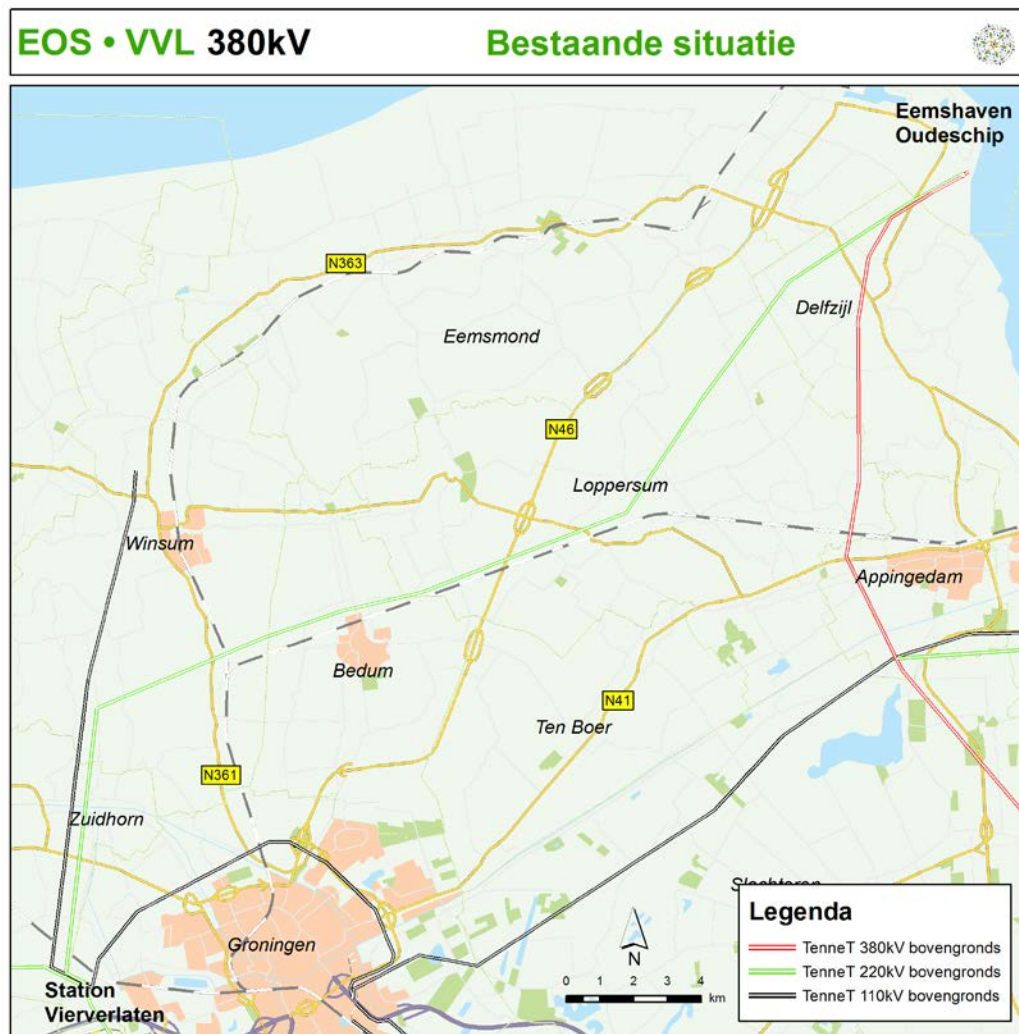 EOS • VVL 380kV Bestaande situatie
Eemshaven
Oudeschip
N363
Delfzijl
Eemsmond
N46
Loppersum
Winsum
Appingedam
Bedum
N41
Ten Boer
N361
Zuidhorn
Slochteren
Legenda
TenneT 380kV bovengronds
TenneT 220kV bovengronds
TenneT 110kV bovengronds
Groningen
N
0 1 2 3 4
km
Station
Vierverlaten